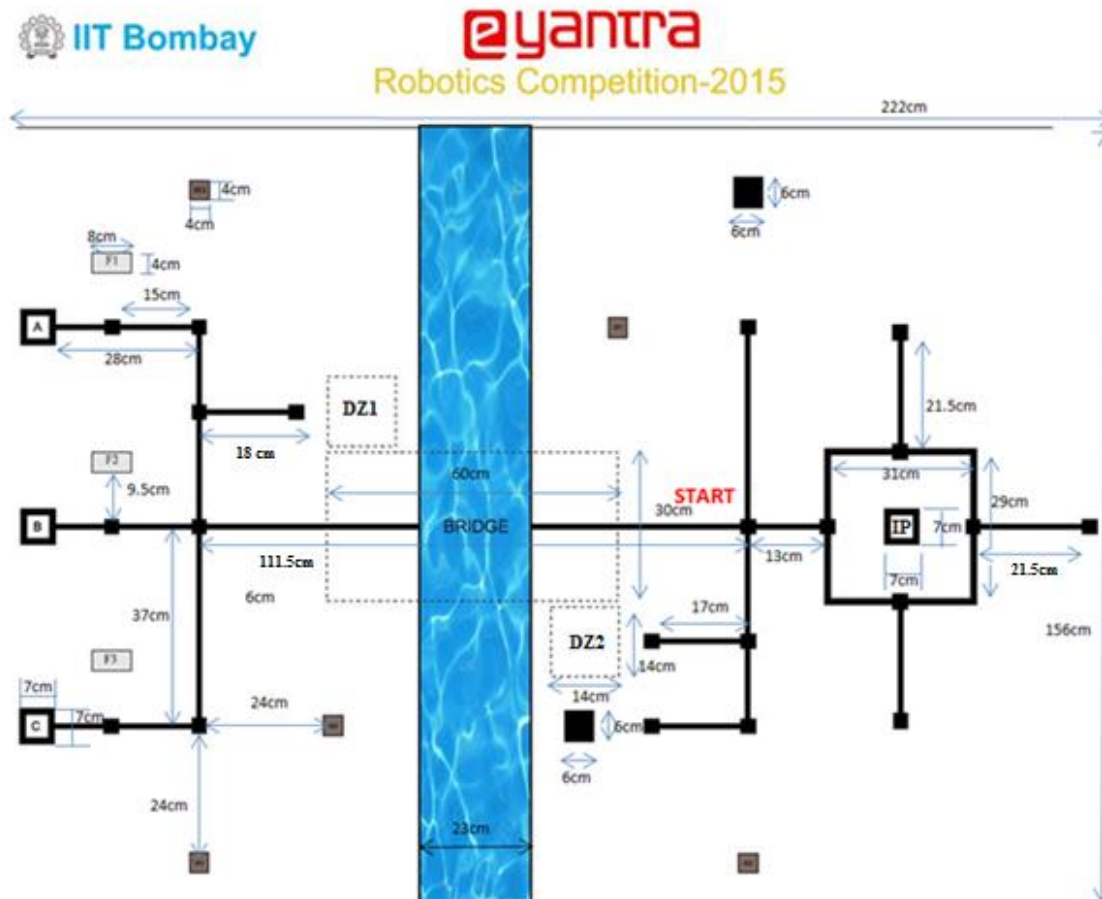 IIT Bombay
eyantra
Robotics Competition-2015
222cm
4cm
4cm
6cm
6cm
8cm
F1
4cm
15cm
A
28cm
DZ1
21.5cm
18 cm
F2
9.5cm
60cm
31cm
START
30cm
29cm
B
BRIDGE
IP
7cm
111.5cm
13cm
7cm
21.5cm
6cm
37cm
17cm
156cm
DZ2
F3
14cm
7cm
24cm
14cm
C
7cm
6cm
6cm
24cm
23cm